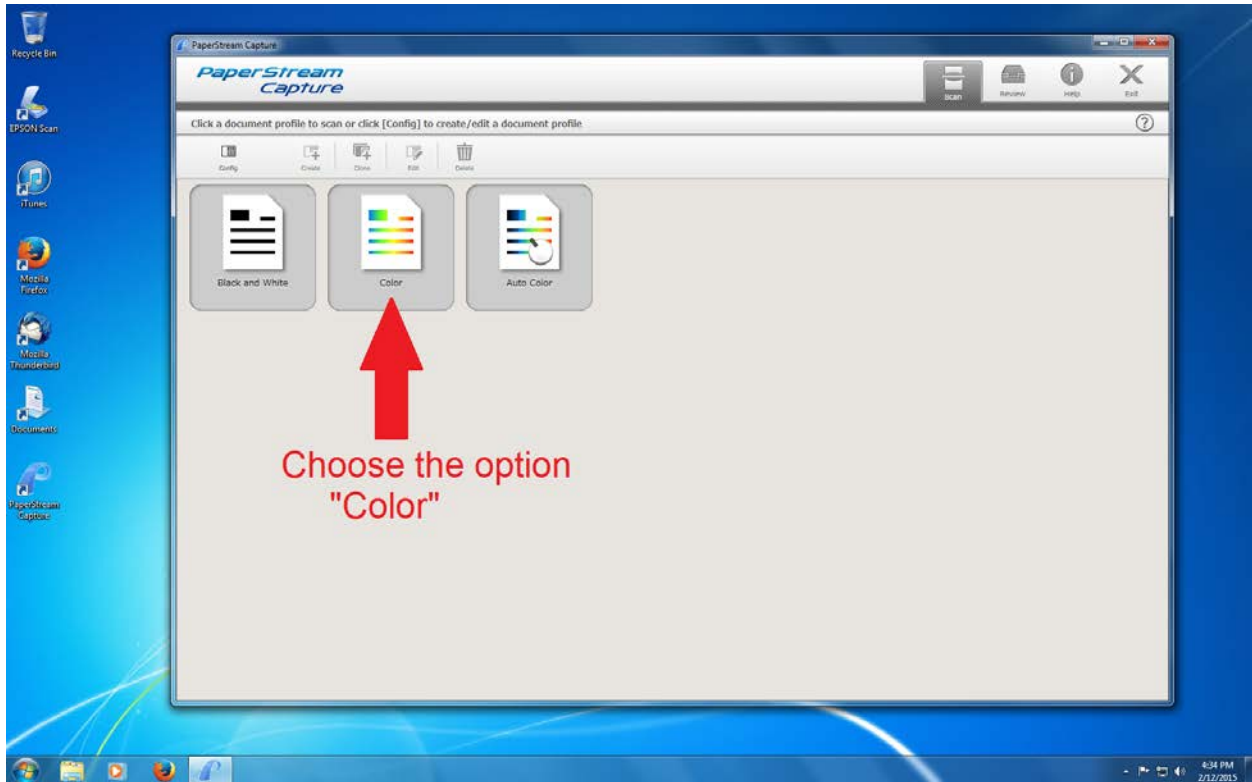 Recycle Bin
EPSON Scan
iTunes
Mozilla
Firefox
Mozilla
Thunderbird
Documents
PaperStream
Capture
PaperStream Capture
PaperStream
Capture
Scan
Review
Help
Exit
Click a document profile to scan or click [Config] to create/edit a document profile
Config
Create
Clone
Edit
Delete
Black and White
Color
Auto Color
Choose the option
"Color"
4:34 PM
2/12/2015